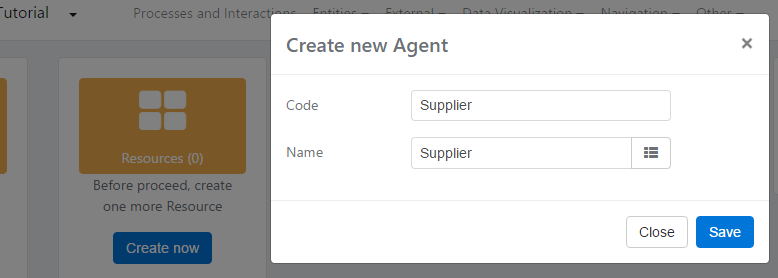 Tutorial Processes and Interactions Entities External Data Visualization Navigation Other
Create new Agent ×
Code Supplier
Name Supplier
Close Save
Resources (0)
Before proceed, create
one more Resource
Create now